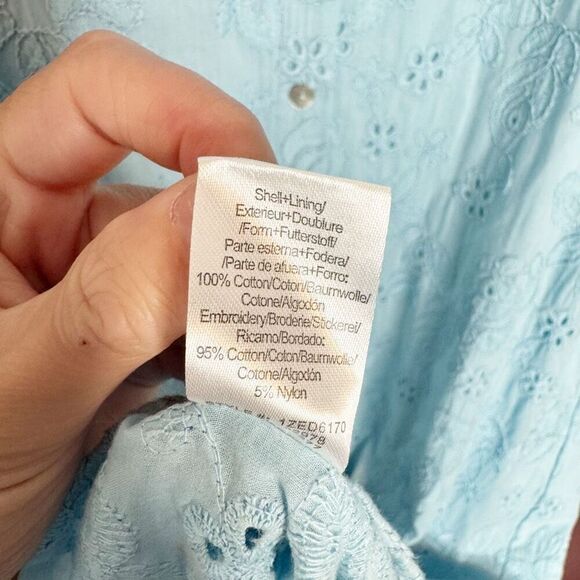 Shell+Lining/
Exterieur+Doublure
/Form+Futterstoff/
Parte esterna+Fodera/
/Parte de afuera+Forro:
100% Cotton/Coton/Baumwolle/
Cotone/Algodón
Embroidery/Broderie/Stickerei/
Ricamo/Bordado:
95% Cotton/Coton/Baumwolle/
Cotone/Algodón
5% Nylon
1ZED6170